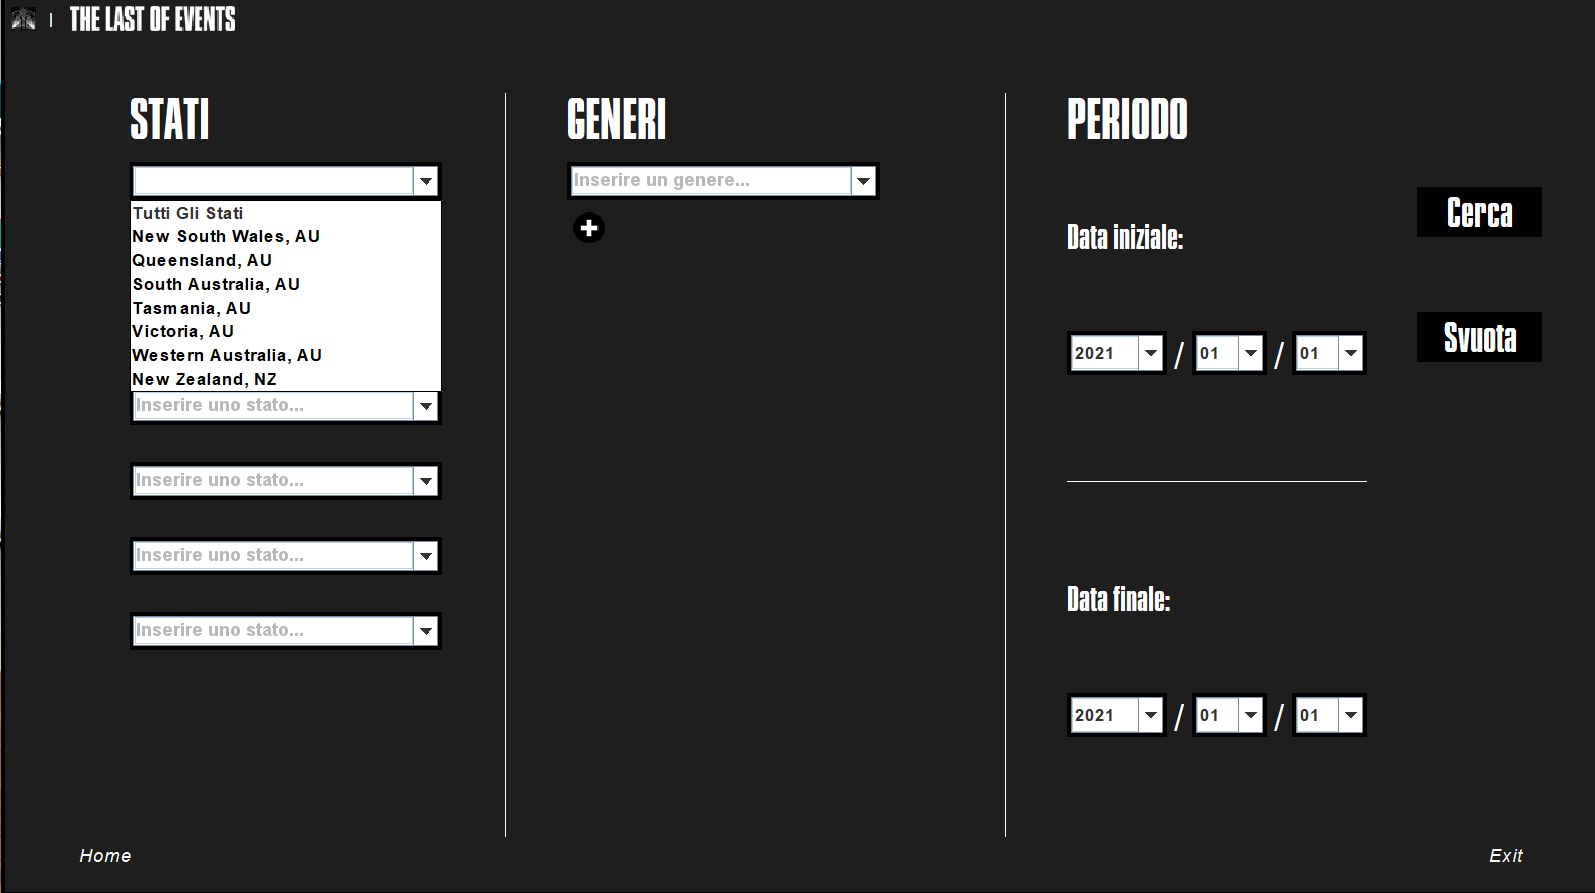 THE LAST OF EVENTS
STATI
Tutti Gli Stati
New South Wales, AU
Queensland, AU
South Australia, AU
Tasmania, AU
Victoria, AU
Western Australia, AU
New Zealand, NZ
Inserire uno stato...
Inserire uno stato...
Inserire uno stato...
Inserire uno stato...
GENERI
Inserire un genere...
PERIODO
Data iniziale:
2021 / 01 / 01
Data finale:
2021 / 01 / 01
Cerca
Svuota
Home
Exit